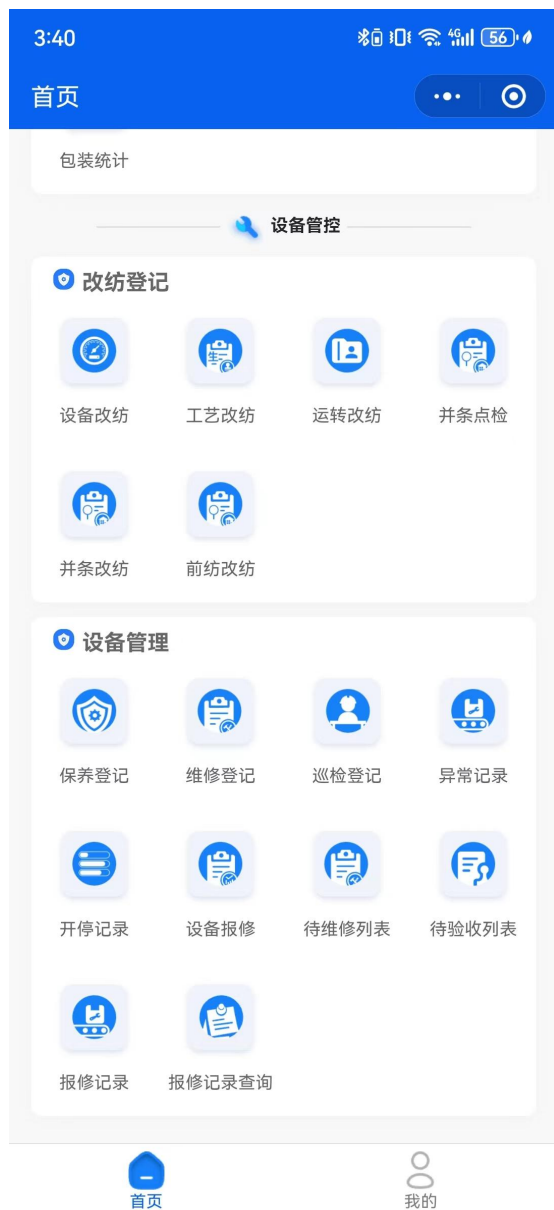 3:40
4G 56
首页
包装统计
设备管控
改纺登记
设备改纺 工艺改纺 运转改纺 并条点检
并条改纺 前纺改纺
设备管理
保养登记 维修登记 巡检登记 异常记录
开停记录 设备报修 待维修列表 待验收列表
报修记录 报修记录查询
首页 我的